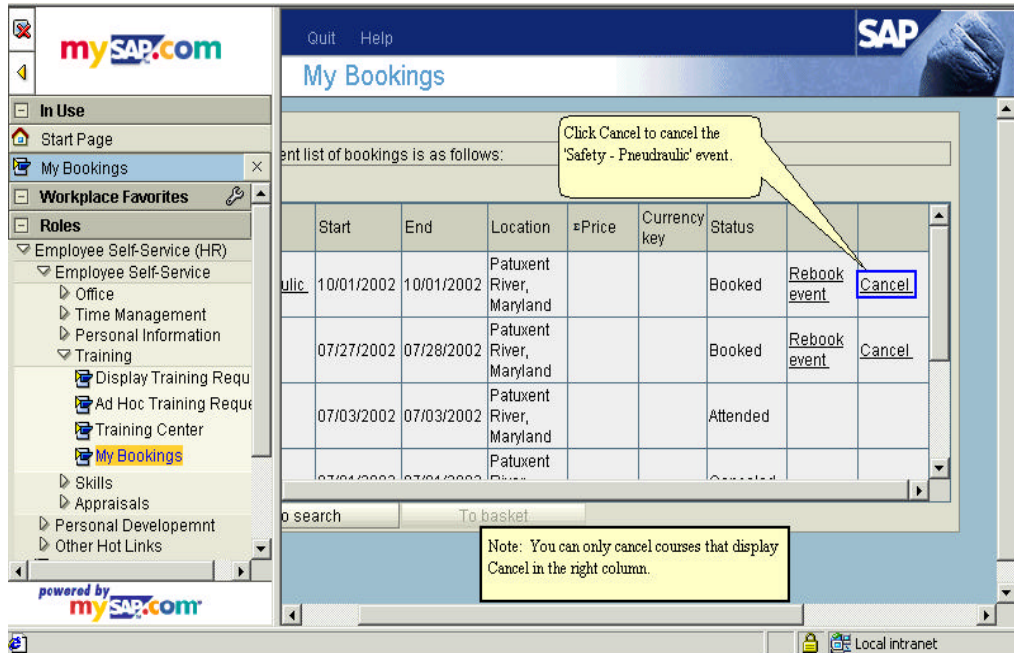 mySAP.com
Quit Help
SAP
My Bookings
In Use
Start Page
My Bookings
Workplace Favorites
Roles
Employee Self-Service (HR)
Employee Self-Service
Office
Time Management
Personal Information
Training
Display Training Requ
Ad Hoc Training Reque
Training Center
My Bookings
Skills
Appraisals
Personal Developemnt
Other Hot Links
powered by
mySAP.com
ent list of bookings is as follows:
Click Cancel to cancel the
'Safety - Pneudraulic' event.
Start End Location ΣPrice Currency key Status
ulic 10/01/2002 10/01/2002 Patuxent River, Maryland Booked Rebook event Cancel
07/27/2002 07/28/2002 Patuxent River, Maryland Booked Rebook event Cancel
07/03/2002 07/03/2002 Patuxent River, Maryland Attended
Patuxent
o search To basket
Note: You can only cancel courses that display
Cancel in the right column.
Local intranet